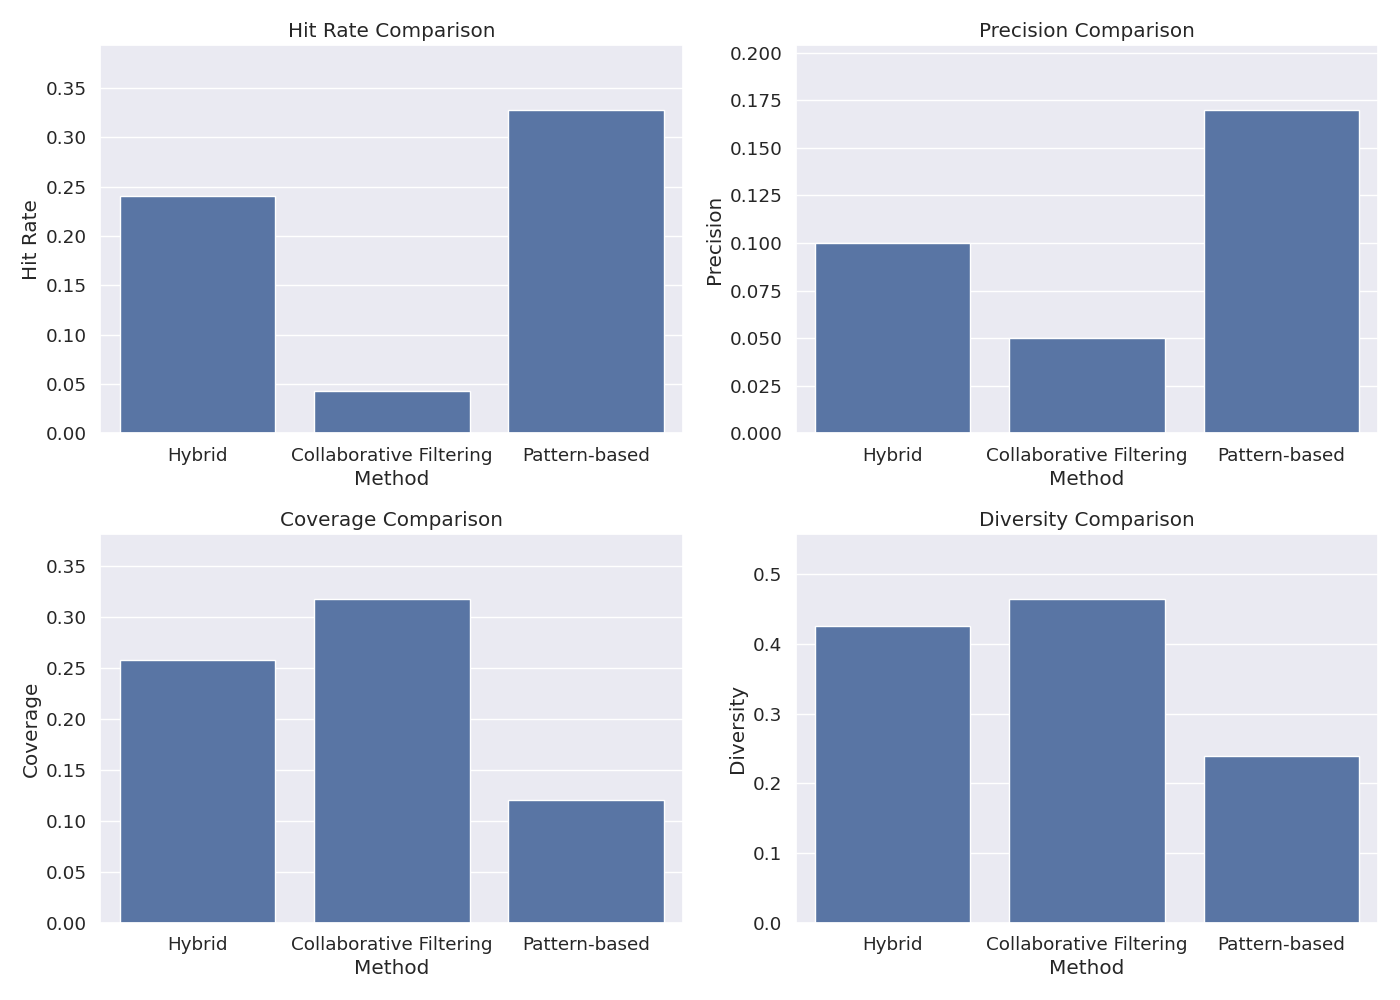 Hit Rate Comparison
Hit Rate
0.35
0.30
0.25
0.20
0.15
0.10
0.05
0.00
Hybrid
Collaborative Filtering
Pattern-based
Method
Precision Comparison
Precision
0.200
0.175
0.150
0.125
0.100
0.075
0.050
0.025
0.000
Hybrid
Collaborative Filtering
Pattern-based
Method
Coverage Comparison
Coverage
0.35
0.30
0.25
0.20
0.15
0.10
0.05
0.00
Hybrid
Collaborative Filtering
Pattern-based
Method
Diversity Comparison
Diversity
0.5
0.4
0.3
0.2
0.1
0.0
Hybrid
Collaborative Filtering
Pattern-based
Method